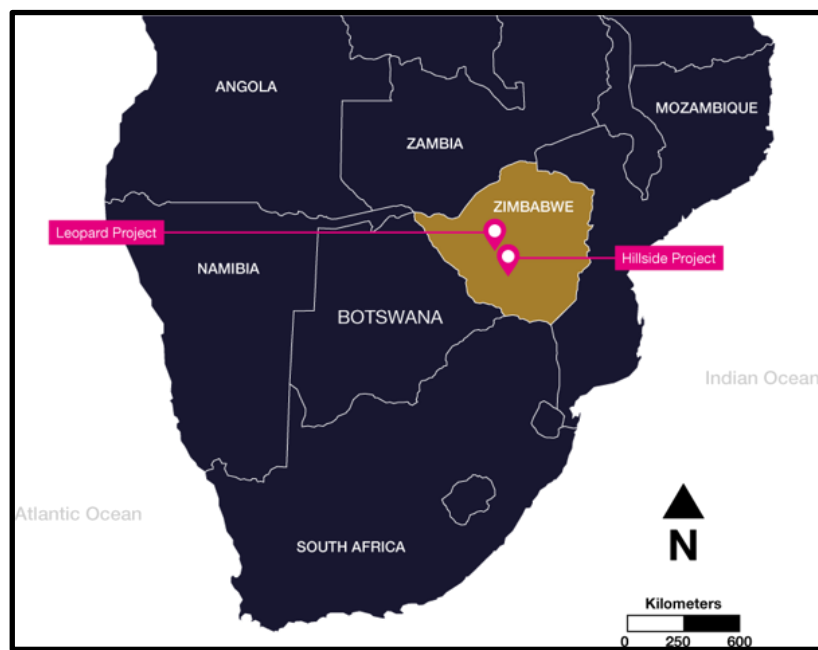 ANGOLA
MOZAMBIQUE
ZAMBIA
ZIMBABWE
Leopard Project
Hillside Project
NAMIBIA
BOTSWANA
Indian Ocean
Atlantic Ocean
SOUTH AFRICA
N
Kilometers
0 250 600